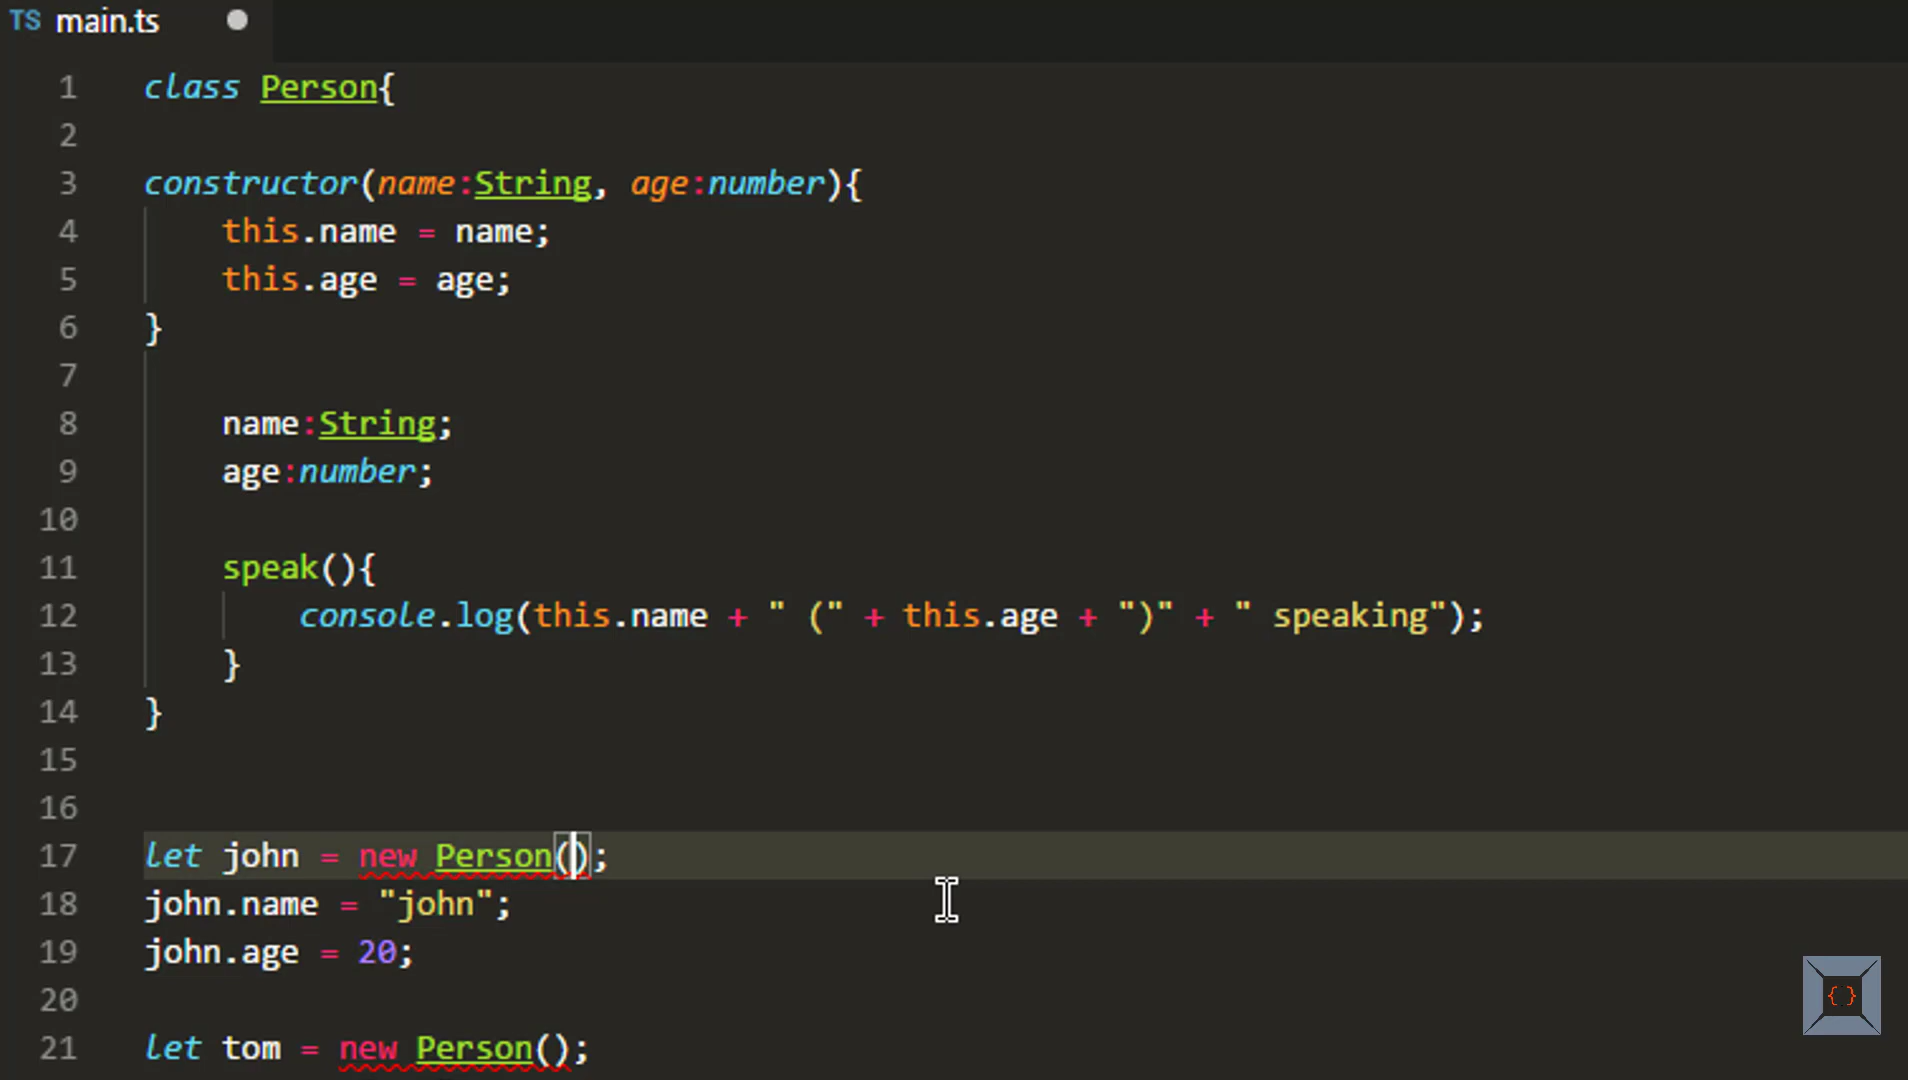 TS main.ts
1 class Person{
2
3 constructor(name:String, age:number){
4 this.name = name;
5 this.age = age;
6 }
7
8 name:String;
9 age:number;
10
11 speak(){
12 console.log(this.name + " (" + this.age + ")" + " speaking");
13 }
14 }
15
16
17 let john = new Person();
18 john.name = "john";
19 john.age = 20;
20
21 let tom = new Person();
{}